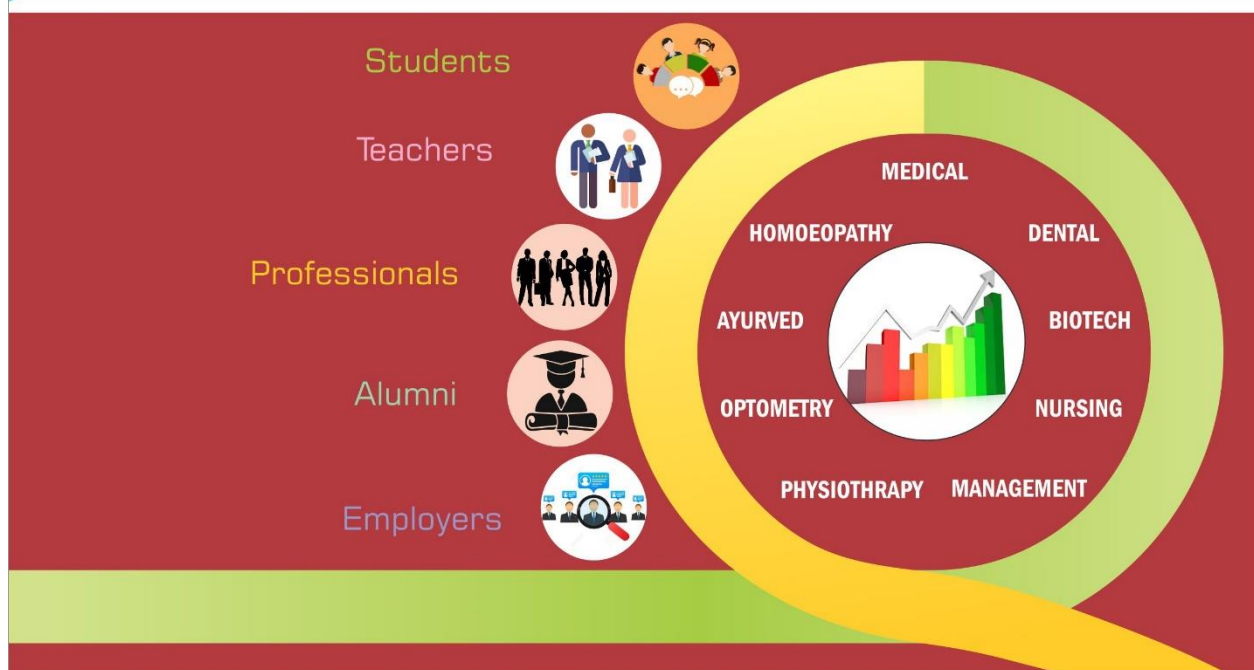 Students
Teachers
Professionals
Alumni
Employers
MEDICAL
HOMOEOPATHY
DENTAL
AYURVED
BIOTECH
OPTOMETRY
NURSING
PHYSIOTHRAPY
MANAGEMENT